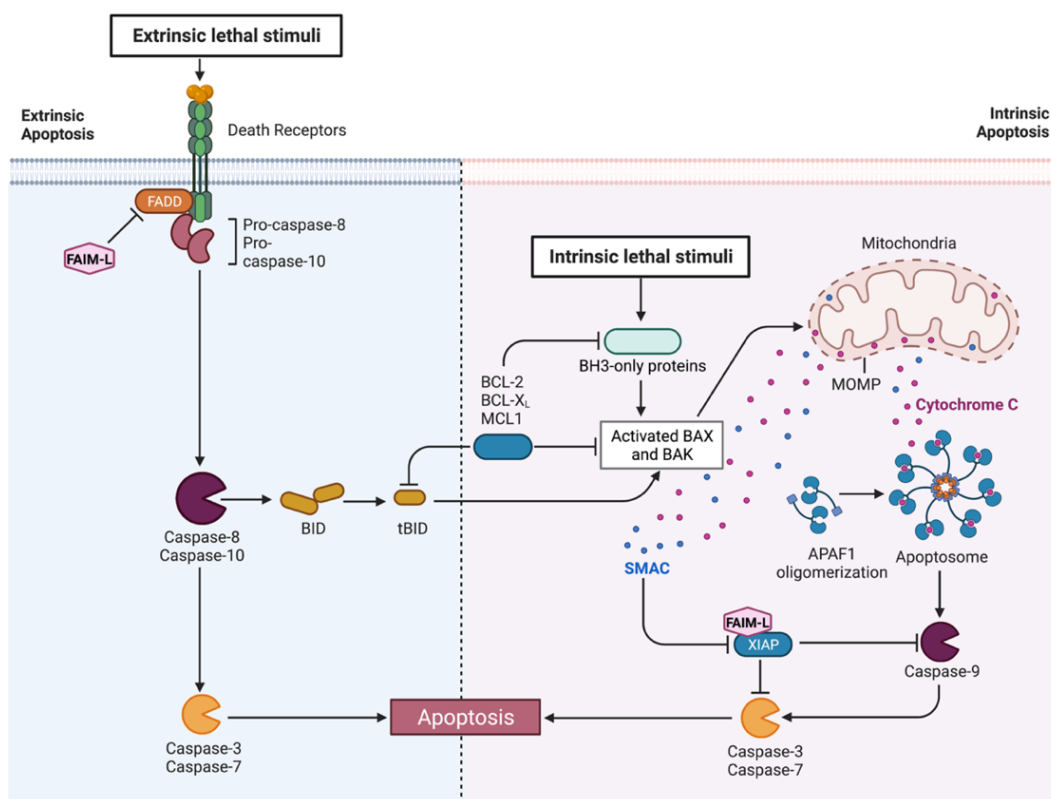 Extrinsic lethal stimuli
Extrinsic
Apoptosis
Death Receptors
Intrinsic
Apoptosis
FADD
FAIM-L
Pro-caspase-8
Pro-
caspase-10
Intrinsic lethal stimuli
Mitochondria
BH3-only proteins
MOMP
BCL-2
BCL-XL
MCL1
Cytochrome C
Activated BAX
and BAK
Caspase-8
Caspase-10
BID
tBID
SMAC
APAF1
oligomerization
Apoptosome
FAIM-L
XIAP
Caspase-9
Apoptosis
Caspase-3
Caspase-7
Caspase-3
Caspase-7